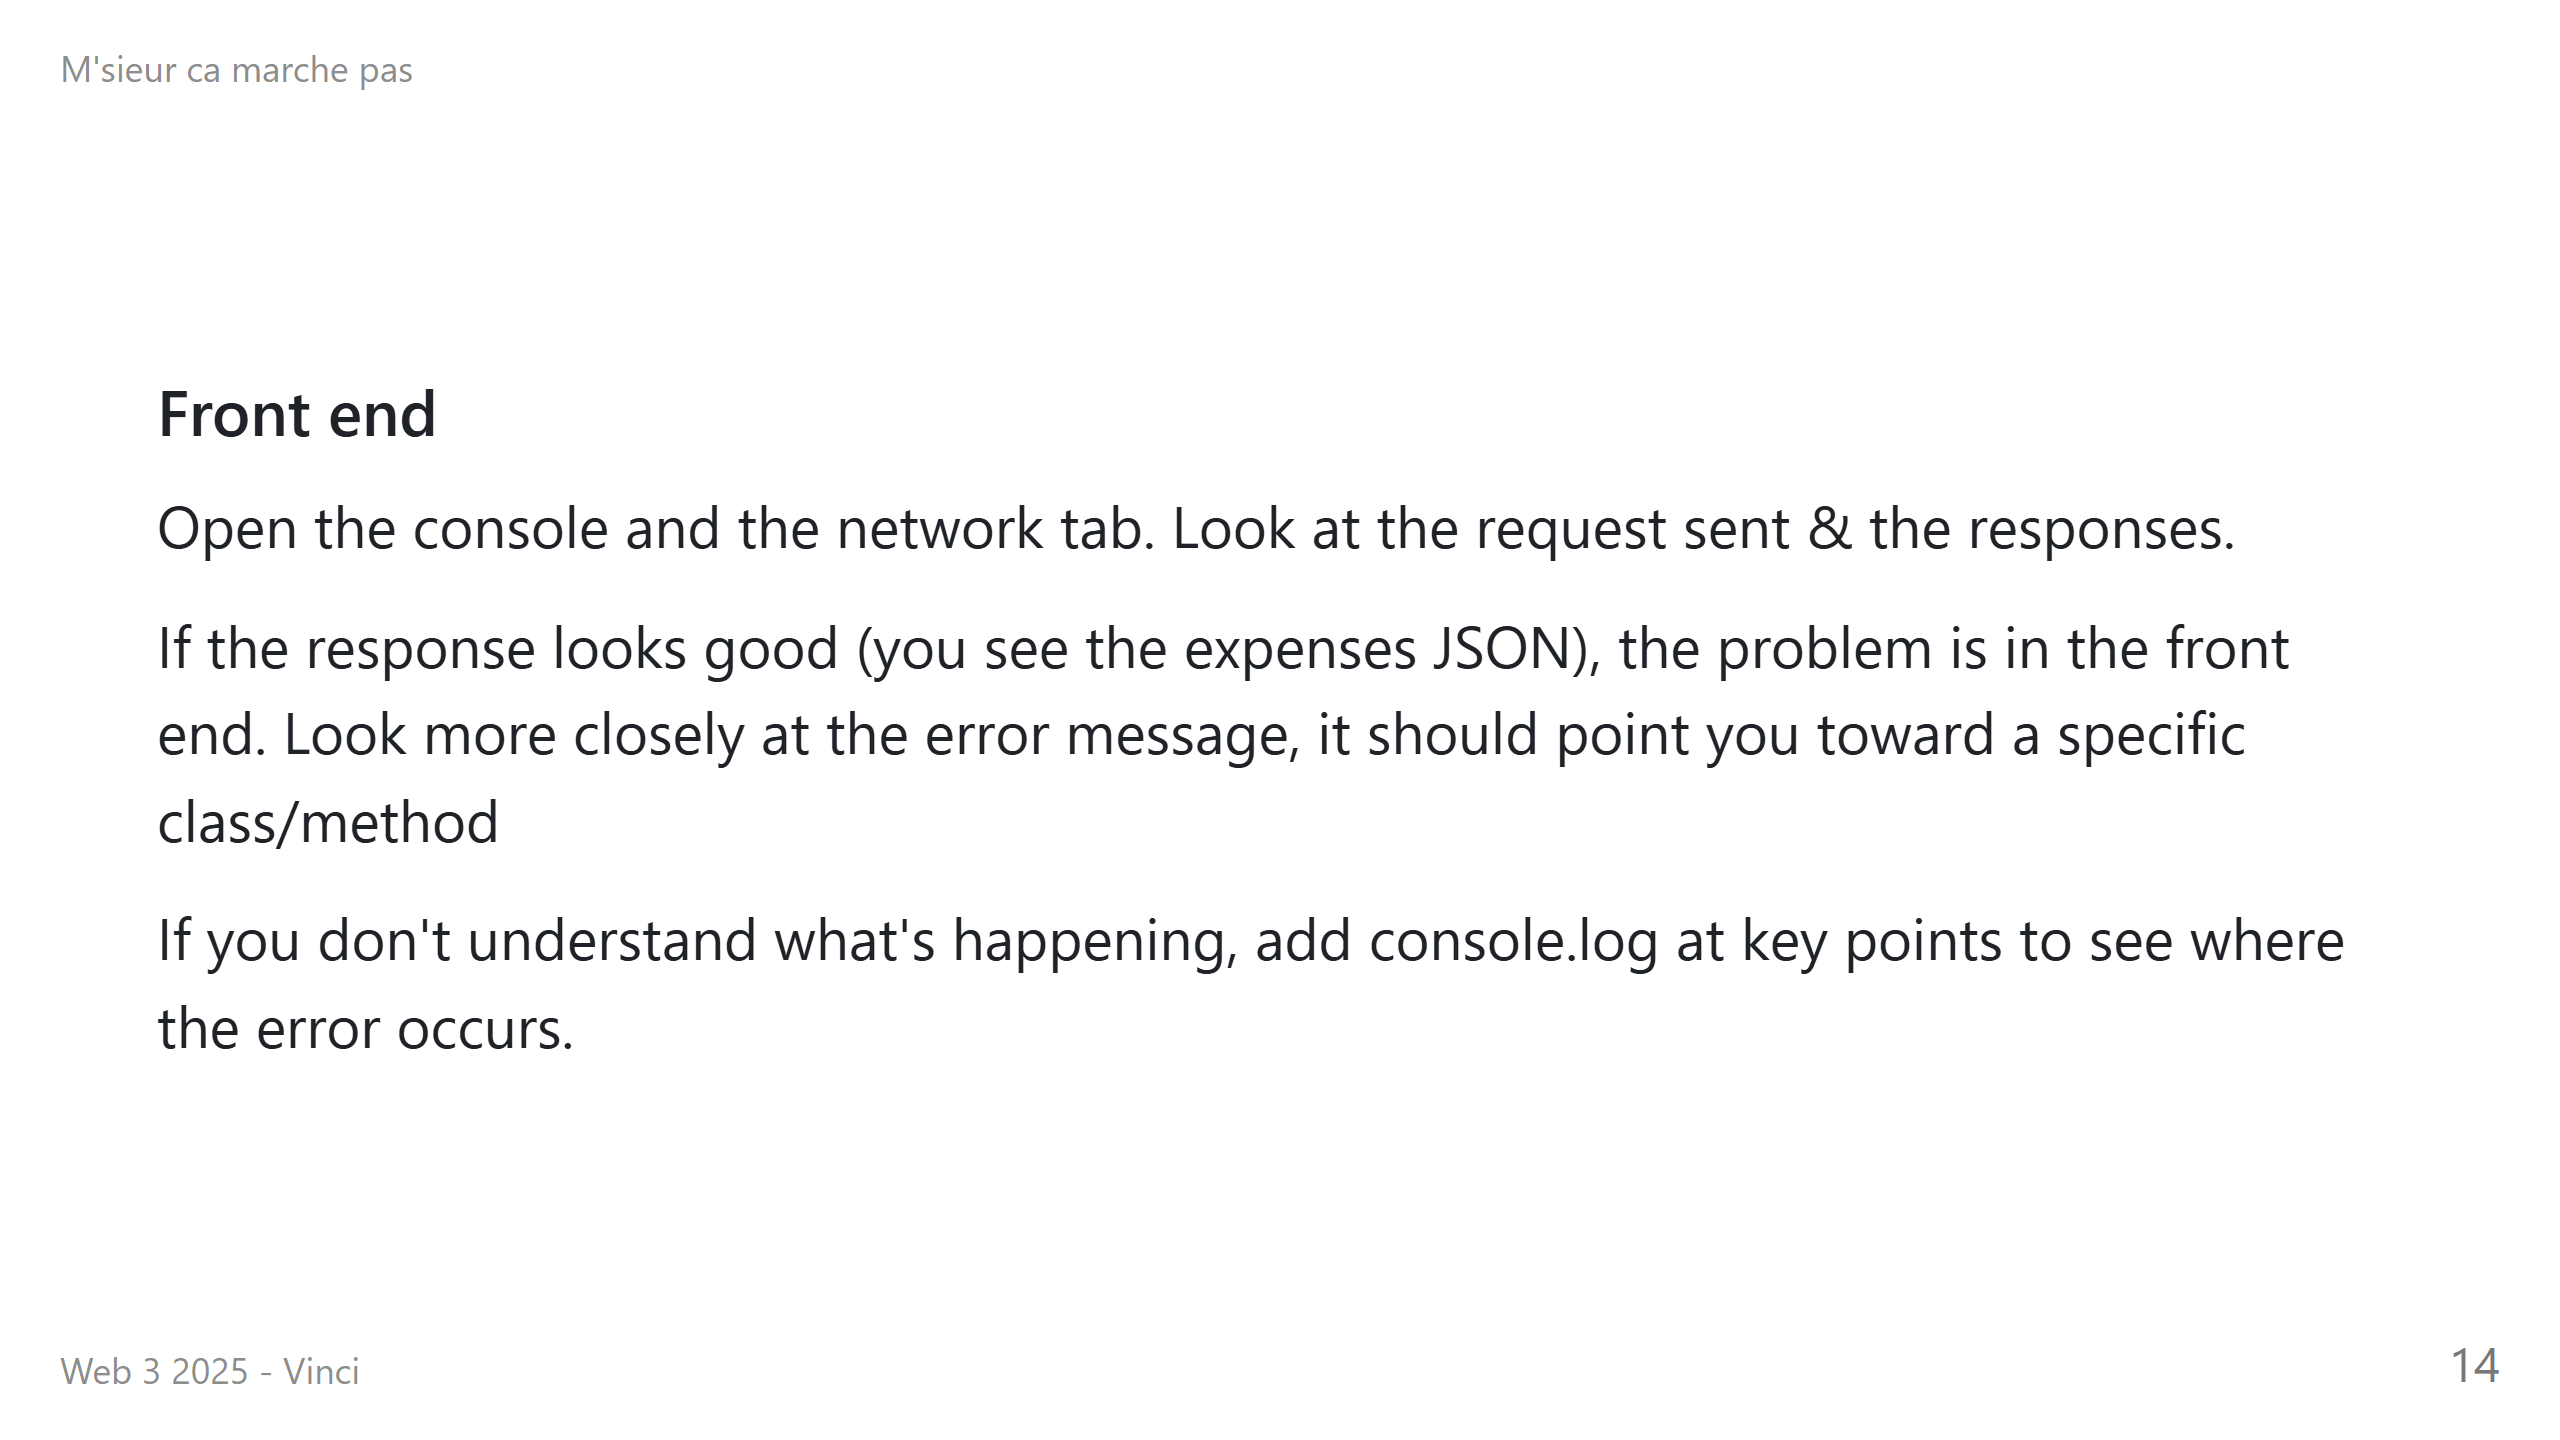 M'sieur ca marche pas
Front end
Open the console and the network tab. Look at the request sent & the responses.
If the response looks good (you see the expenses JSON), the problem is in the front
end. Look more closely at the error message, it should point you toward a specific
class/method
If you don't understand what's happening, add console.log at key points to see where
the error occurs.
Web 3 2025 - Vinci
14